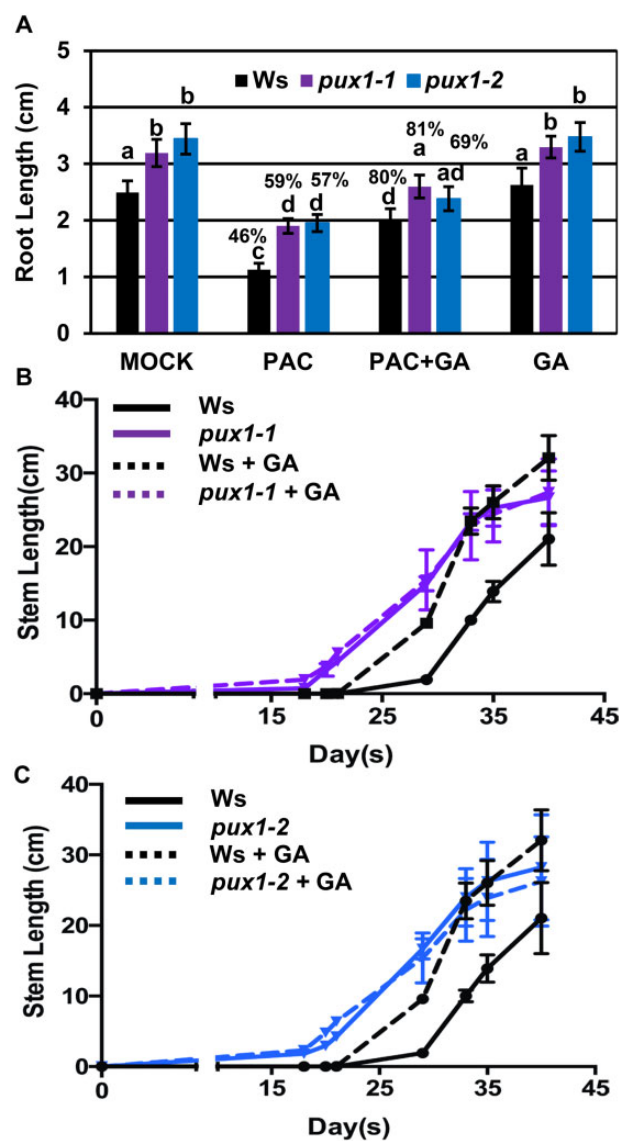 A
Root Length (cm)
5
4
3
2
1
0
Ws pux1-1 pux1-2
a b b
46% c 59% d 57% d
80% d 81% a 69% ad
a b b
MOCK PAC PAC+GA GA
B
Stem Length(cm)
40
30
20
10
0
Ws
pux1-1
Ws + GA
pux1-1 + GA
0 15 25 35 45
Day(s)
C
Stem Length (cm)
40
30
20
10
0
Ws
pux1-2
Ws + GA
pux1-2 + GA
0 15 25 35 45
Day(s)